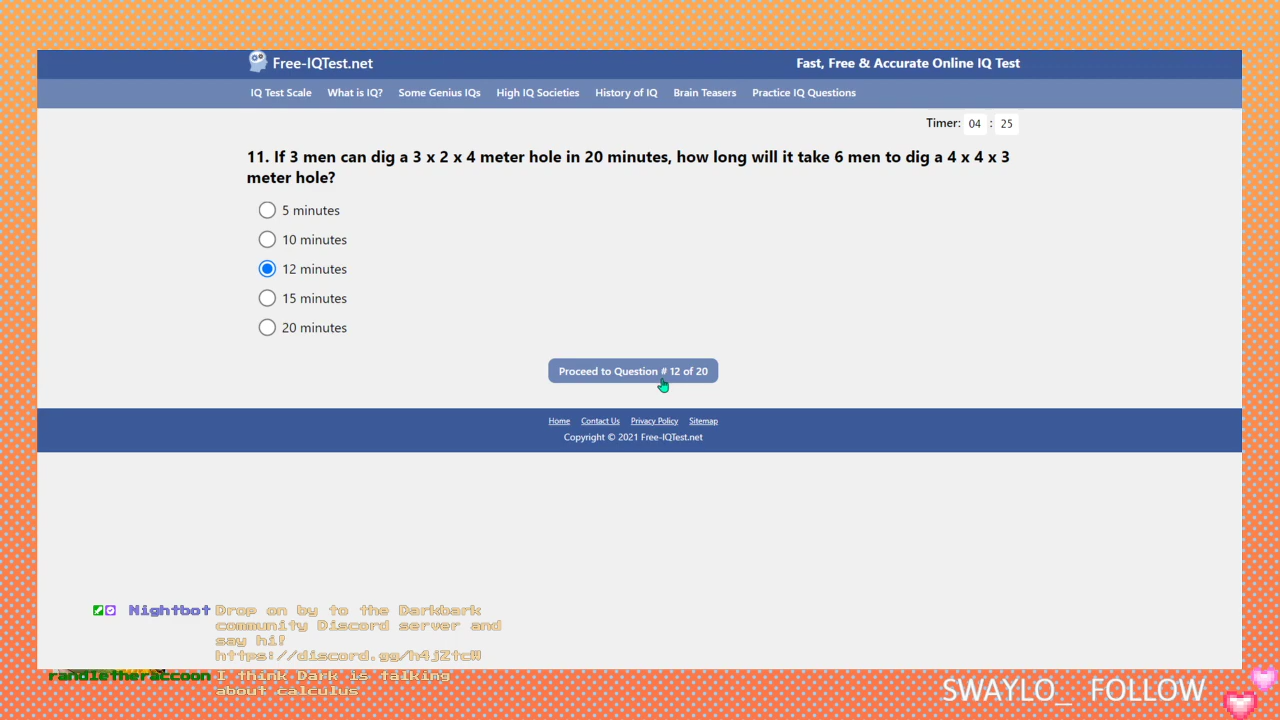 Free-IQTest.net
Fast, Free & Accurate Online IQ Test
IQ Test Scale
What is IQ?
Some Genius IQs
High IQ Societies
History of IQ
Brain Teasers
Practice IQ Questions
Timer: 04 : 25
11. If 3 men can dig a 3 x 2 x 4 meter hole in 20 minutes, how long will it take 6 men to dig a 4 x 4 x 3
meter hole?
5 minutes
10 minutes
12 minutes
15 minutes
20 minutes
Proceed to Question # 12 of 20
Home
Contact Us
Privacy Policy
Sitemap
Copyright © 2021 Free-IQTest.net
Nightbot Drop on by to the Darkbark
community Discord server and
say hi!
https://discord.gg/h4jZtcW
randletheraccoon I think Dark is talking
about calculus
SWAYLO_ FOLLOW